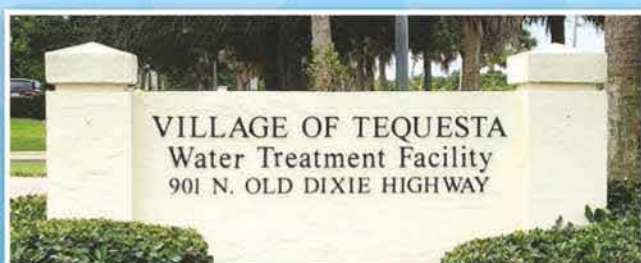 VILLAGE OF TEQUESTA
Water Treatment Facility
901 N. OLD DIXIE HIGHWAY